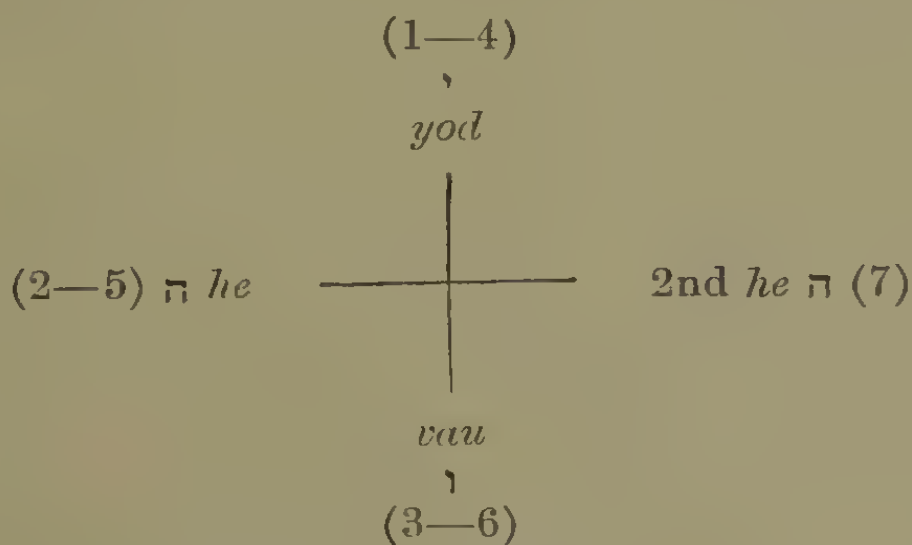 (1—4)
י
yod
(2—5) ה he
2nd he ה (7)
vau
ו
(3—6)